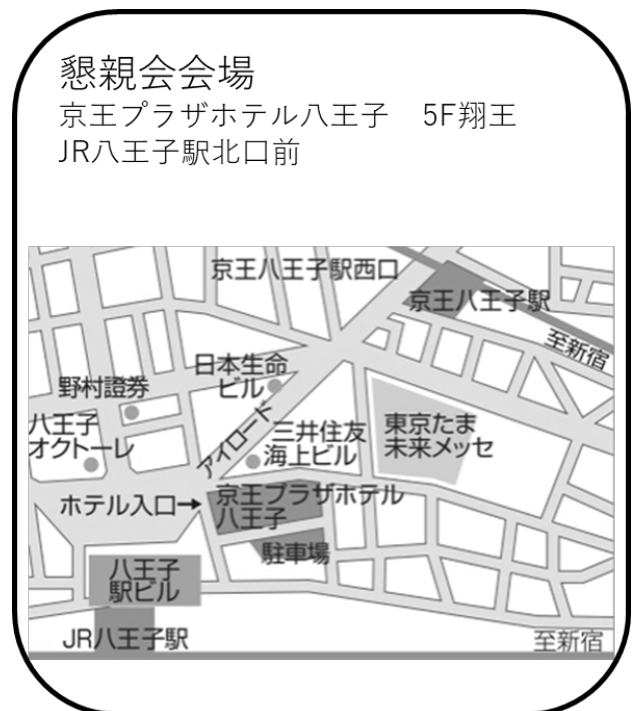 懇親会会場
京王プラザホテル八王子　5F翔王
JR八王子駅北口前
京王八王子駅西口
京王八王子駅
至新宿
日本生命
ビル
野村證券
アイロード
八王子
オクトーレ
三井住友
海上ビル
東京たま
未来メッセ
ホテル入口→
京王プラザホテル
八王子
駐車場
八王子
駅ビル
JR八王子駅
至新宿